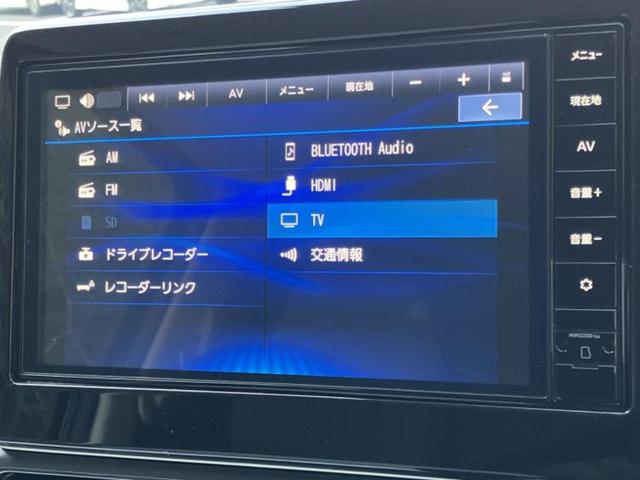 AV メニュー 現在地 − +
AVソース一覧
AM
FM
SD
ドライブレコーダー
レコーダーリンク
BLUETOOTH Audio
HDMI
TV
交通情報
メニュー
現在地
AV
音量+
音量−